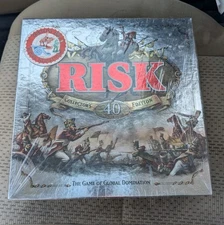 RISK
COLLECTOR'S 40 EDITION
THE GAME OF GLOBAL DOMINATION